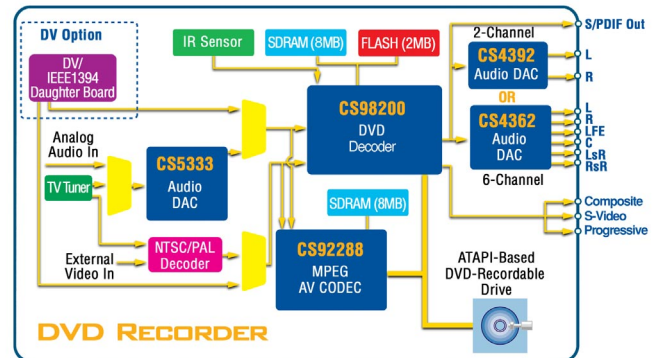 DV Option
DV/
IEEE1394
Daughter Board
IR Sensor
SDRAM (8MB)
FLASH (2MB)
2-Channel
S/PDIF Out
CS4392
Audio DAC
L
R
OR
CS4362
Audio
DAC
6-Channel
L
R
LFE
C
LsR
RsR
CS98200
DVD
Decoder
Analog
Audio In
TV Tuner
CS5333
Audio
DAC
NTSC/PAL
Decoder
External
Video In
SDRAM (8MB)
CS92288
MPEG
AV CODEC
Composite
S-Video
Progressive
ATAPI-Based
DVD-Recordable
Drive
DVD RECORDER